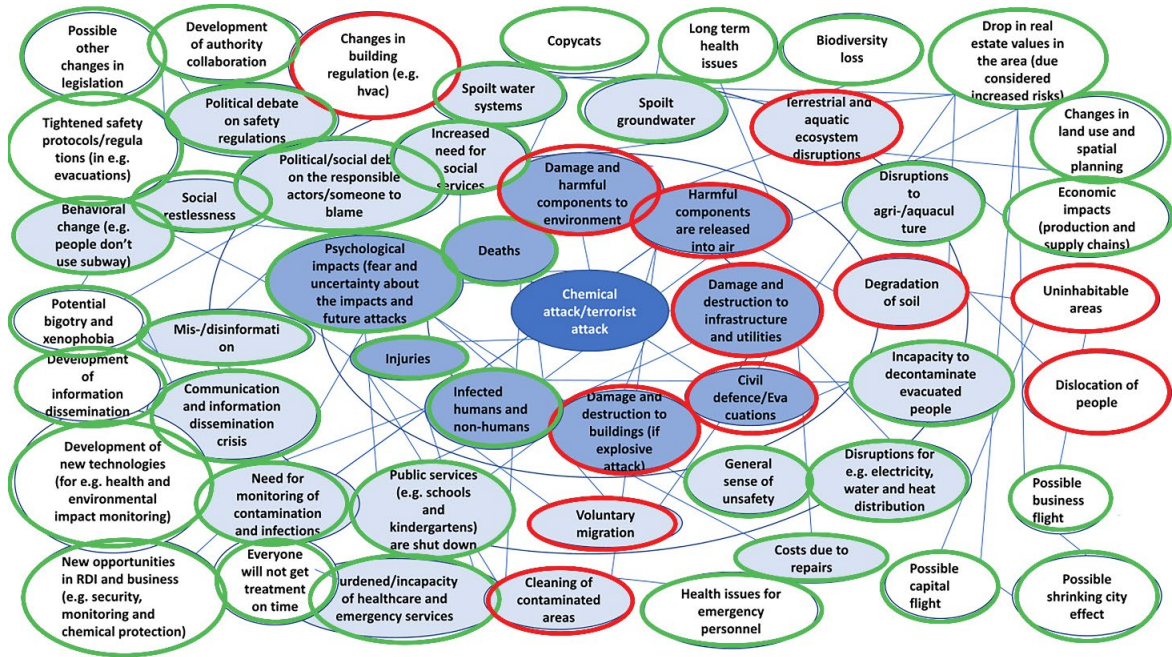 Possible
other
changes in
legislation
Development
of authority
collaboration
Changes in
building
regulation (e.g.
hvac)
Copycats
Long term
health
issues
Biodiversity
loss
Drop in real
estate values in
the area (due
considered
increased risks)
Tightened safety
protocols/regula
tions (in e.g.
evacuations)
Political debate
on safety
regulations
Spoilt water
systems
Spoilt
groundwater
Terrestrial and
aquatic
ecosystem
disruptions
Changes in
land use and
spatial
planning
Political/social deb
on the responsible
actors/someone to
blame
Increased
need for
social
services
Damage and
harmful
components to
environment
Harmful
components
are released
into air
Disruptions
to
agri-/aquacul
ture
Economic
impacts
(production
and supply
chains)
Behavioral
change (e.g.
people don't
use subway)
Social
restlessness
Psychological
impacts (fear and
uncertainty about
the impacts and
future attacks
Deaths
Chemical
attack/terrorist
attack
Damage and
destruction to
infrastructure
and utilities
Degradation
of soil
Uninhabitable
areas
Potential
bigotry and
xenophobia
Mis-/disinformati
on
Injuries
Infected
humans and
non-humans
Damage and
destruction to
buildings (if
explosive
attack)
Civil
defence/Eva
cuations
Incapacity to
decontaminate
evacuated
people
Dislocation of
people
Development
of
information
dissemination
Communication
and information
dissemination
crisis
Development of
new technologies
(for e.g. health and
environmental
impact monitoring)
Need for
monitoring of
contamination
and infections
Public services
(e.g. schools
and
kindergartens)
are shut down
Voluntary
migration
General
sense of
unsafety
Disruptions for
e.g. electricity,
water and heat
distribution
Possible
business
flight
New opportunities
in RDI and business
(e.g. security,
monitoring and
chemical protection)
Everyone
will not get
treatment
on time
urdened/incapacity
of healthcare and
emergency services
Cleaning of
contaminated
areas
Health issues for
emergency
personnel
Costs due to
repairs
Possible
capital
flight
Possible
shrinking city
effect